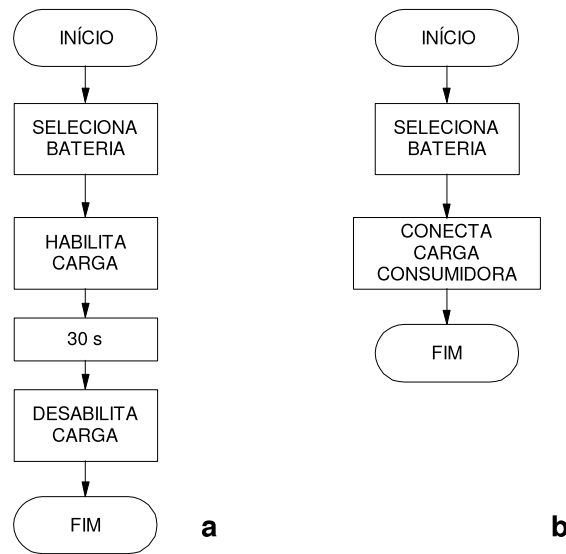 INÍCIO
SELECIONA
BATERIA
HABILITA
CARGA
30 s
DESABILITA
CARGA
FIM
a
INÍCIO
SELECIONA
BATERIA
CONECTA
CARGA
CONSUMIDORA
FIM
b